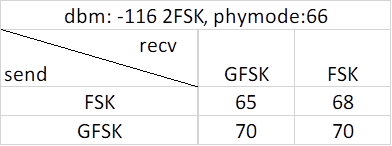 dbm: -116 2FSK, phymode:66
recv
send
GFSK FSK
FSK 65 68
GFSK 70 70